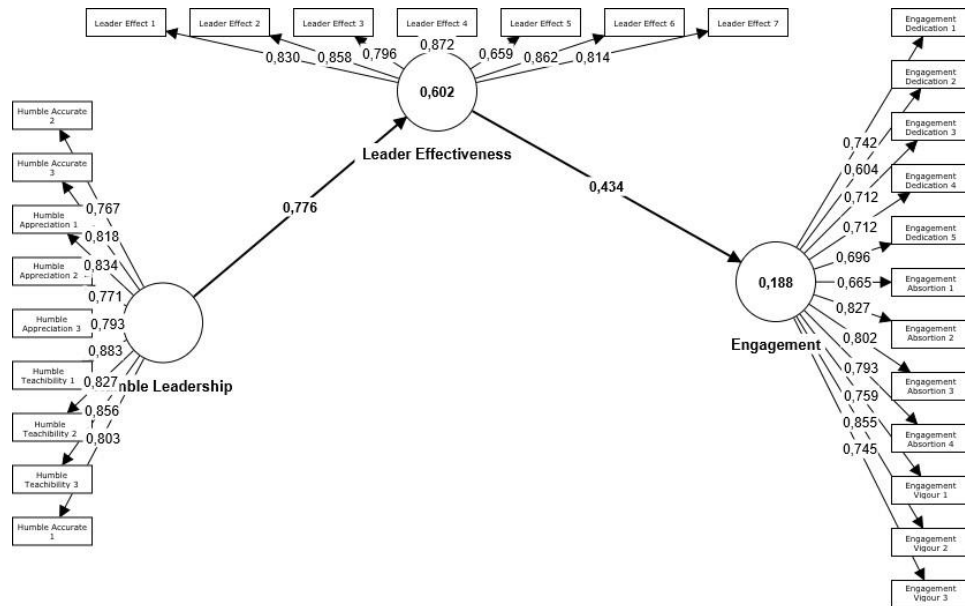 Leader Effect 1
Leader Effect 2
Leader Effect 3
Leader Effect 4
Leader Effect 5
Leader Effect 6
Leader Effect 7
0,830
0,858
0,796
0,872
0,659
0,862
0,814
0,602
Leader Effectiveness
Humble Accurate
2
Humble Accurate
3
Humble
Appreciation 1
Humble
Appreciation 2
Humble
Appreciation 3
Humble
Teachibility 1
Humble
Teachibility 2
Humble
Teachibility 3
Humble Accurate
1
0,767
0,818
0,834
0,771
0,793
0,883
0,827
0,856
0,803
mble Leadership
0,776
0,434
0,188
Engagement
0,742
0,604
0,712
0,712
0,696
0,665
0,827
0,802
0,793
0,759
0,855
0,745
Engagement
Dedication 1
Engagement
Dedication 2
Engagement
Dedication 3
Engagement
Dedication 4
Engagement
Dedication 5
Engagement
Absortion 1
Engagement
Absortion 2
Engagement
Absortion 3
Engagement
Absortion 4
Engagement
Vigour 1
Engagement
Vigour 2
Engagement
Vigour 3